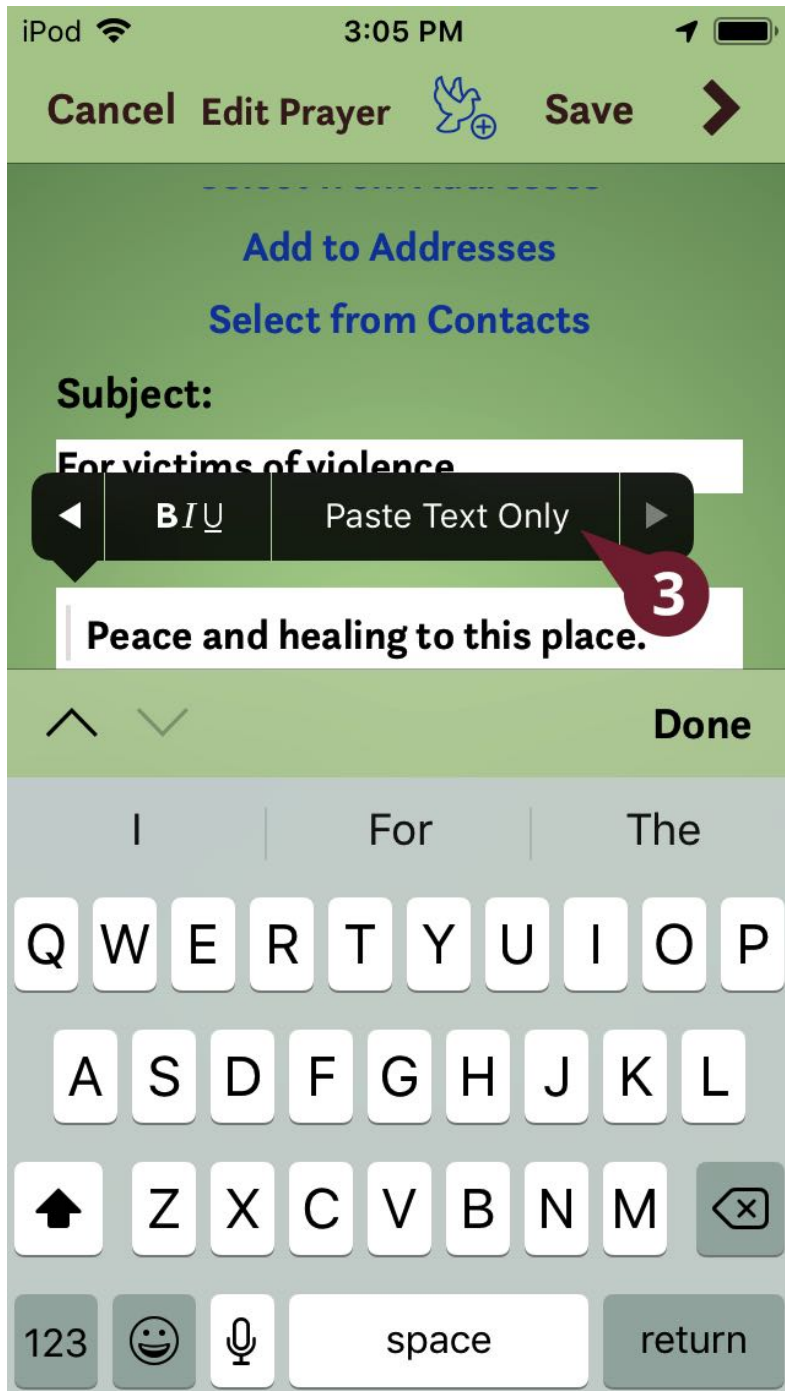 iPod 3:05 PM
Cancel Edit Prayer Save
Add to Addresses
Select from Contacts
Subject:
For victims of violence
BIU Paste Text Only
3
Peace and healing to this place.
Done
I For The
Q W E R T Y U I O P
A S D F G H J K L
Z X C V B N M
123 space return